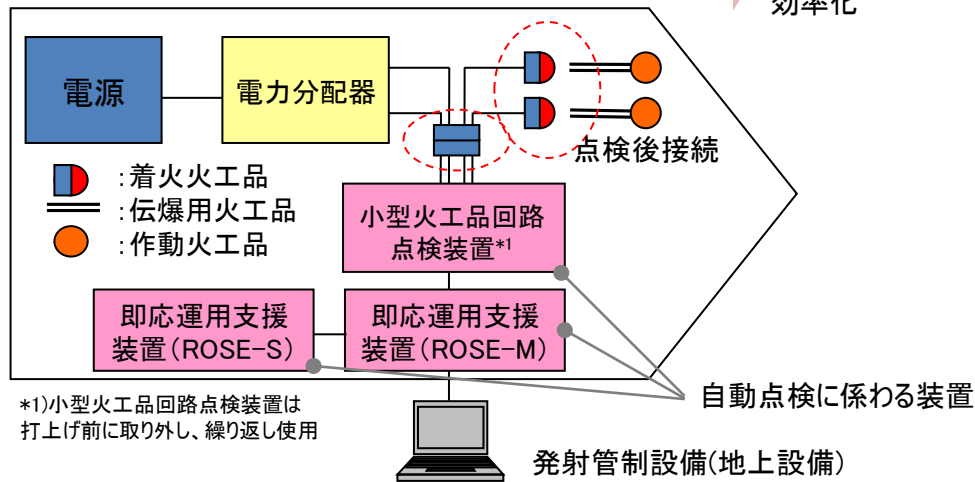 効率化
電源
電力分配器
点検後接続
:着火火工品
:伝爆用火工品
:作動火工品
小型火工品回路
点検装置*1
即応運用支援
装置(ROSE-S)
即応運用支援
装置(ROSE-M)
*1)小型火工品回路点検装置は
打上げ前に取り外し、繰り返し使用
自動点検に係わる装置
発射管制設備(地上設備)